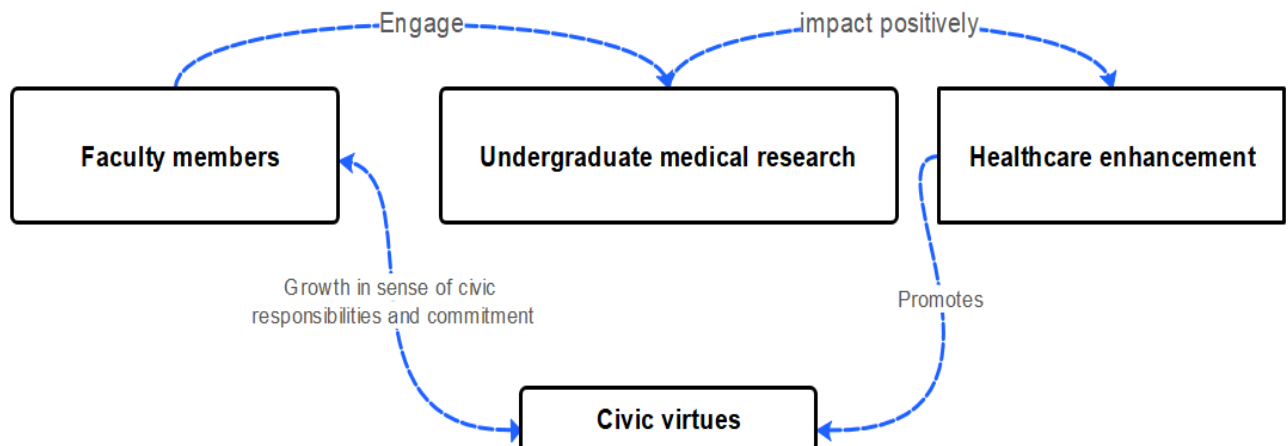 Engage
impact positively
Faculty members
Undergraduate medical research
Healthcare enhancement
Growth in sense of civic
responsibilities and commitment
Promotes
Civic virtues